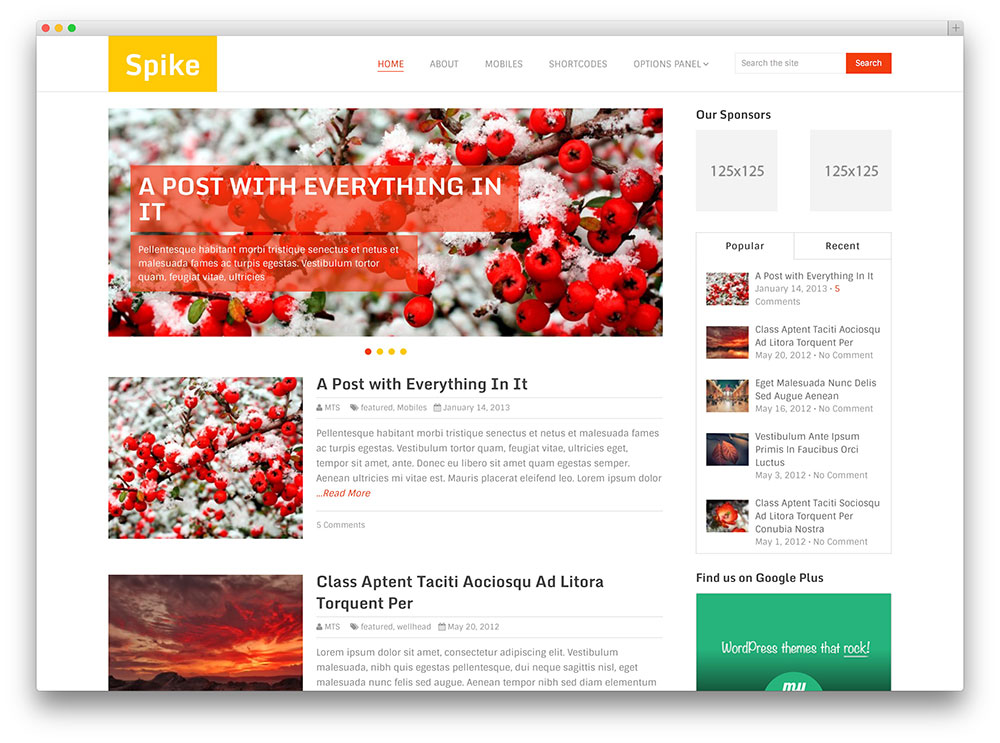 Spike
HOME
ABOUT
MOBILES
SHORTCODES
OPTIONS PANEL
Search the site
Search
A POST WITH EVERYTHING IN
IT
Pellentesque habitant morbi tristique senectus et netus et
malesuada fames ac turpis egestas. Vestibulum tortor
quam, feugiat vitae, ultricies
A Post with Everything In It
MTS featured, Mobiles January 14, 2013
Pellentesque habitant morbi tristique senectus et netus et malesuada fames
ac turpis egestas. Vestibulum tortor quam, feugiat vitae, ultricies eget,
tempor sit amet, ante. Donec eu libero sit amet quam egestas semper.
Aenean ultricies mi vitae est. Mauris placerat eleifend leo. Lorem ipsum dolor
...Read More
5 Comments
Class Aptent Taciti Aociosqu Ad Litora
Torquent Per
MTS featured, wellhead May 20, 2012
Lorem ipsum dolor sit amet, consectetur adipiscing elit. Vestibulum
malesuada, nibh quis egestas pellentesque, dui neque sagittis nisl, eget
malesuada nunc felis sed augue. Aenean tempor nibh sed diam elementum
Our Sponsors
125x125
125x125
Popular
Recent
A Post with Everything In It
January 14, 2013 • 5
Comments
Class Aptent Taciti Aociosqu
Ad Litora Torquent Per
May 20, 2012 • No Comment
Eget Malesuada Nunc Delis
Sed Augue Aenean
May 16, 2012 • No Comment
Vestibulum Ante Ipsum
Primis In Faucibus Orci
Luctus
May 3, 2012 • No Comment
Class Aptent Taciti Sociosqu
Ad Litora Torquent Per
Conubia Nostra
May 1, 2012 • No Comment
Find us on Google Plus
WordPress themes that rock!
my